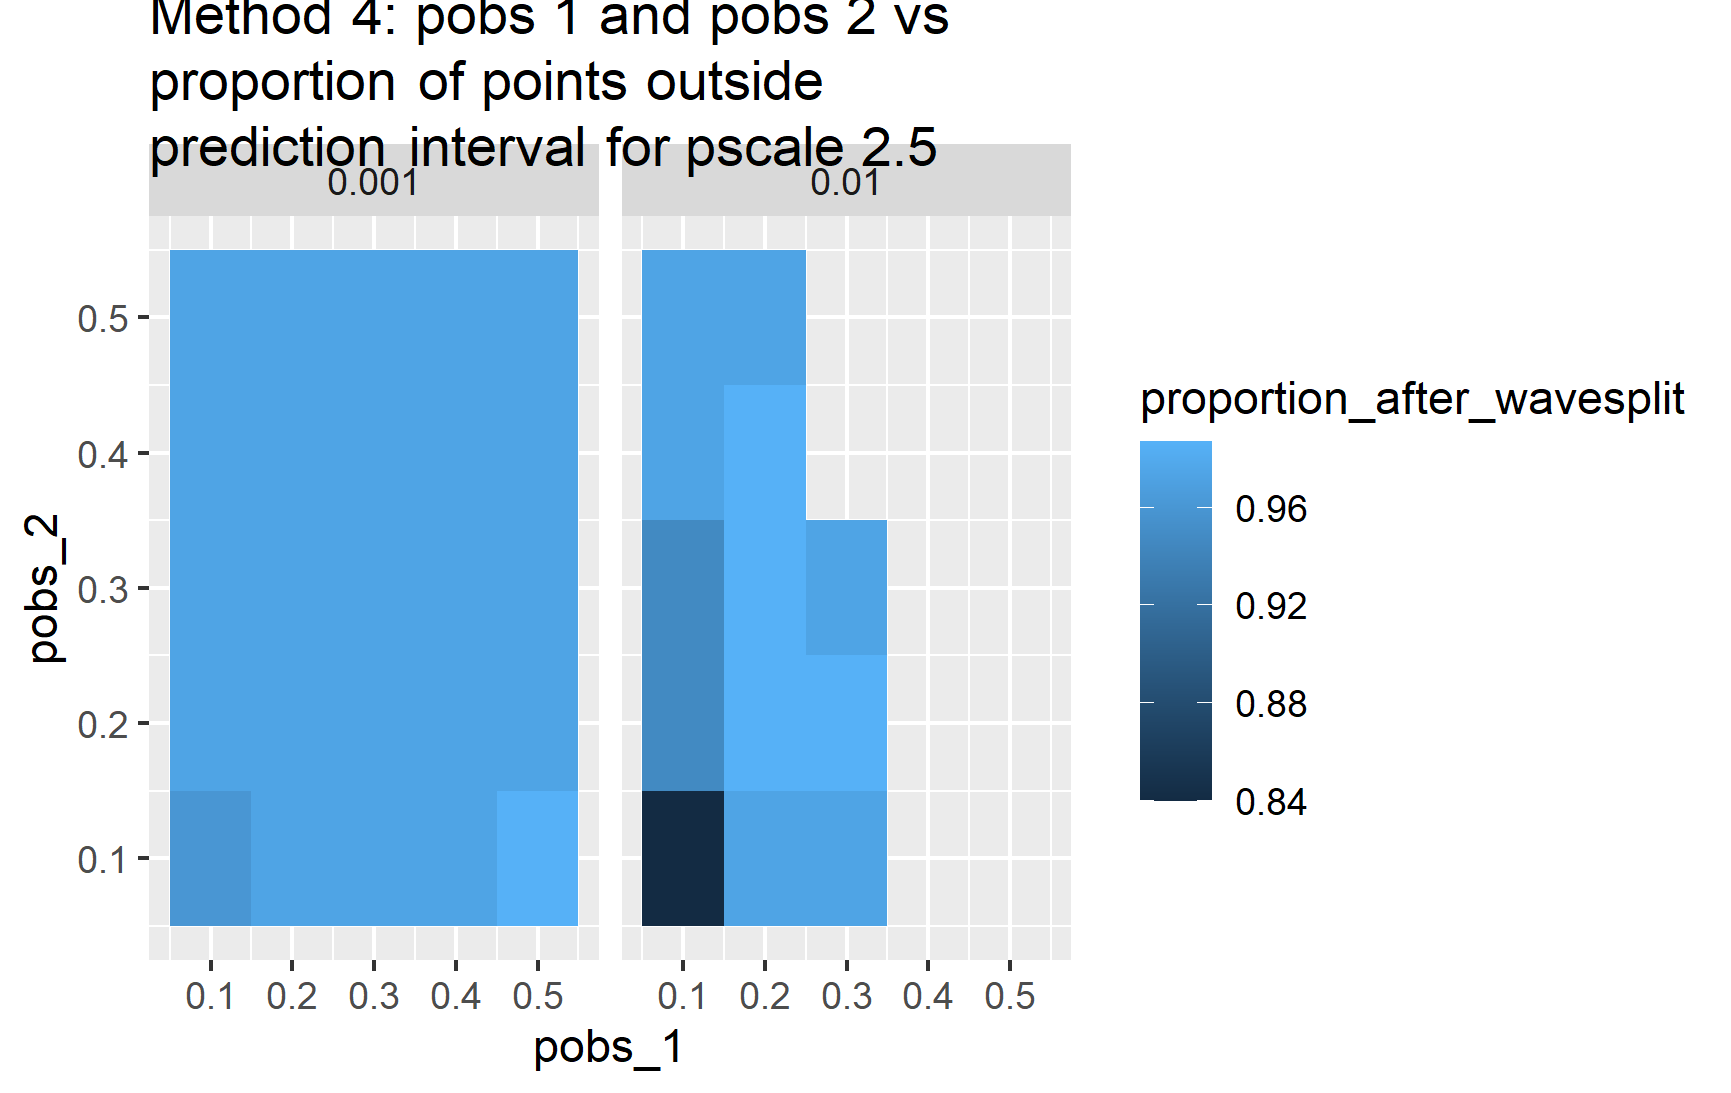 Method 4: pobs 1 and pobs 2 vs
proportion of points outside
prediction interval for pscale 2.5
0.001
0.01
0.5
0.4
0.3
0.2
0.1
pobs_2
0.1 0.2 0.3 0.4 0.5
0.1 0.2 0.3 0.4 0.5
pobs_1
proportion_after_wavesplit
0.96
0.92
0.88
0.84